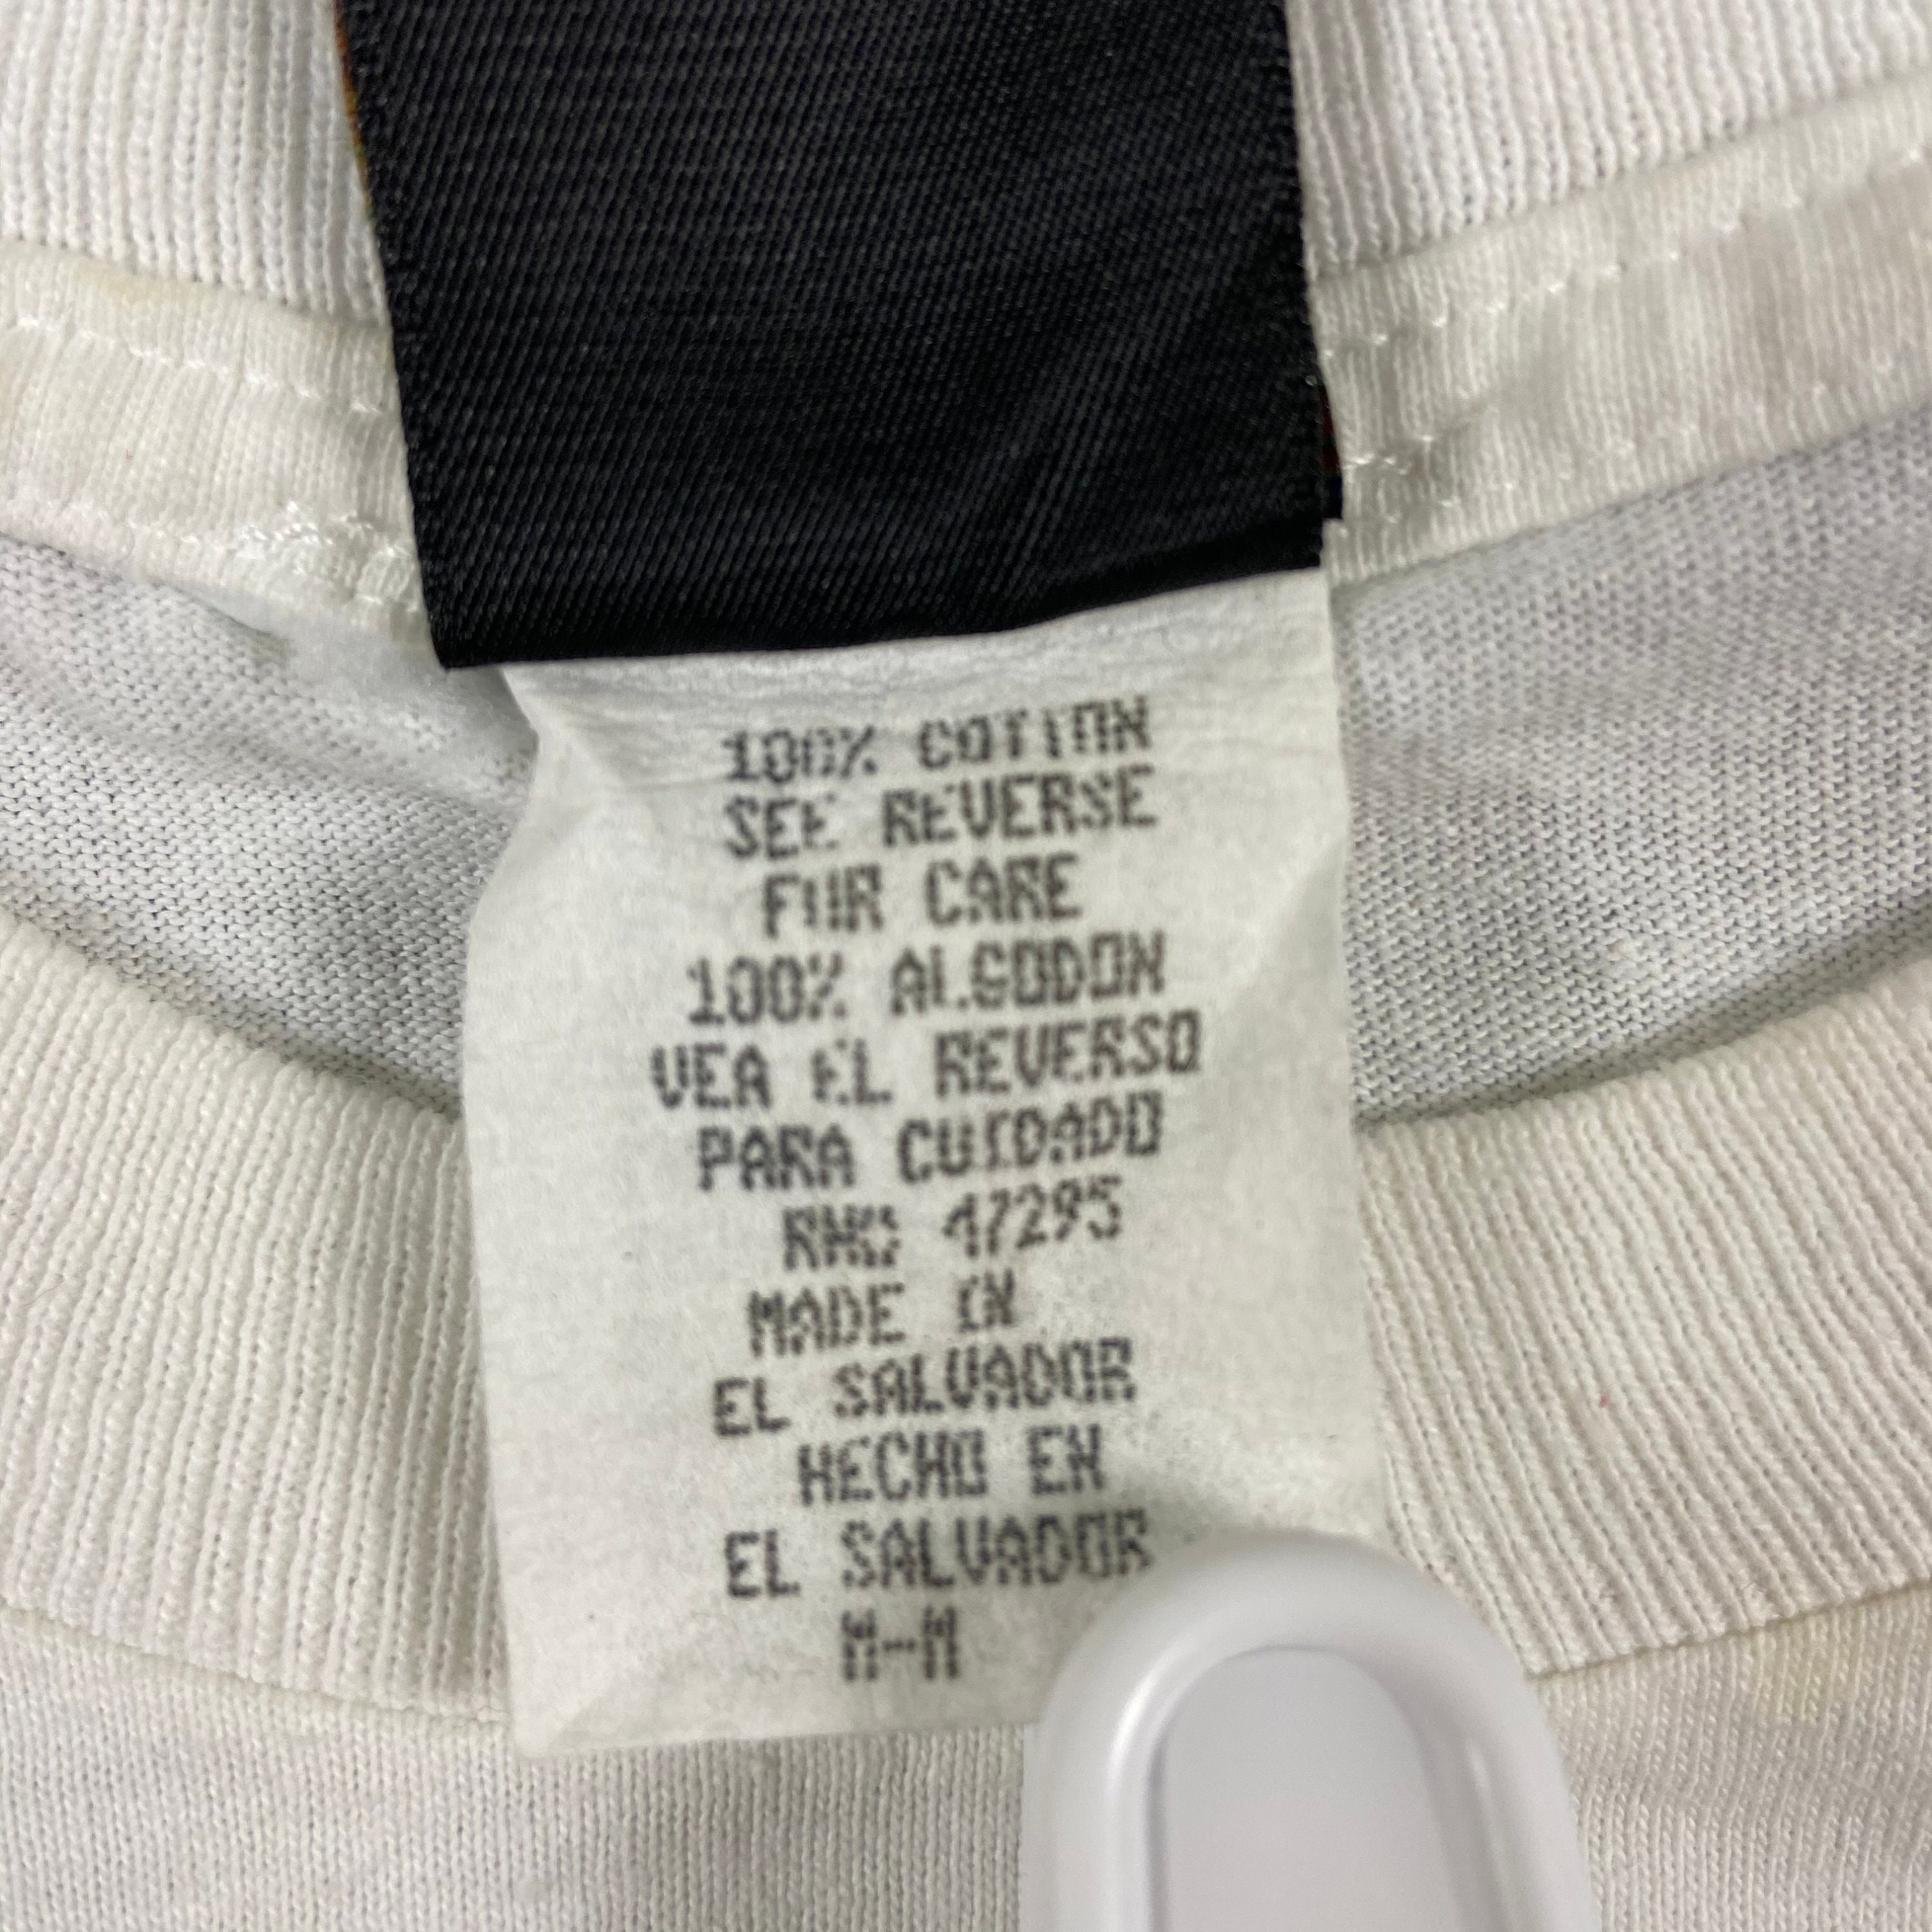 100% COTTON
SEE REVERSE
FOR CARE
100% ALGODON
VEA EL REVERSO
PARA CUIDADO
RN# 47295
MADE IN
EL SALVADOR
HECHO EN
EL SALVADOR
M-M